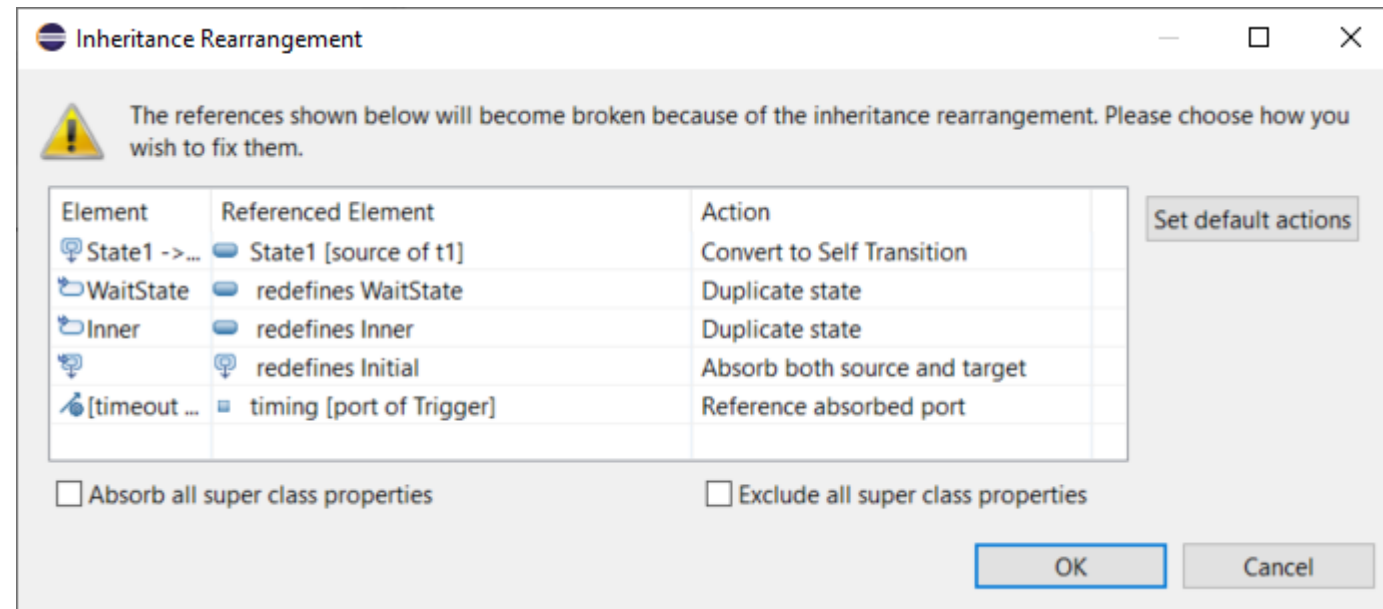 Inheritance Rearrangement
The references shown below will become broken because of the inheritance rearrangement. Please choose how you
wish to fix them.
Element Referenced Element Action
Set default actions
State1 ->... State1 [source of t1] Convert to Self Transition
WaitState redefines WaitState Duplicate state
Inner redefines Inner Duplicate state
redefines Initial Absorb both source and target
[timeout ... timing [port of Trigger] Reference absorbed port
Absorb all super class properties Exclude all super class properties
OK Cancel